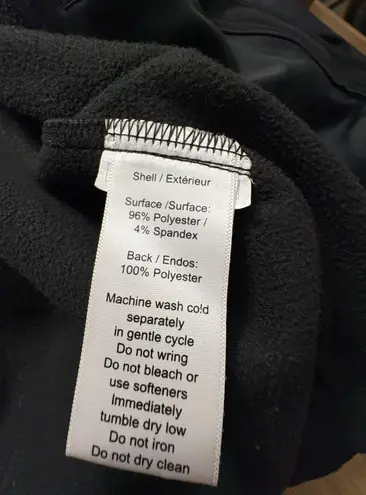 Shell / Extérieur
Surface /Surface:
96% Polyester /
4% Spandex
Back / Endos:
100% Polyester
Machine wash cold
separately
in gentle cycle
Do not wring
Do not bleach or
use softeners
Immediately
tumble dry low
Do not iron
Do not dry clean